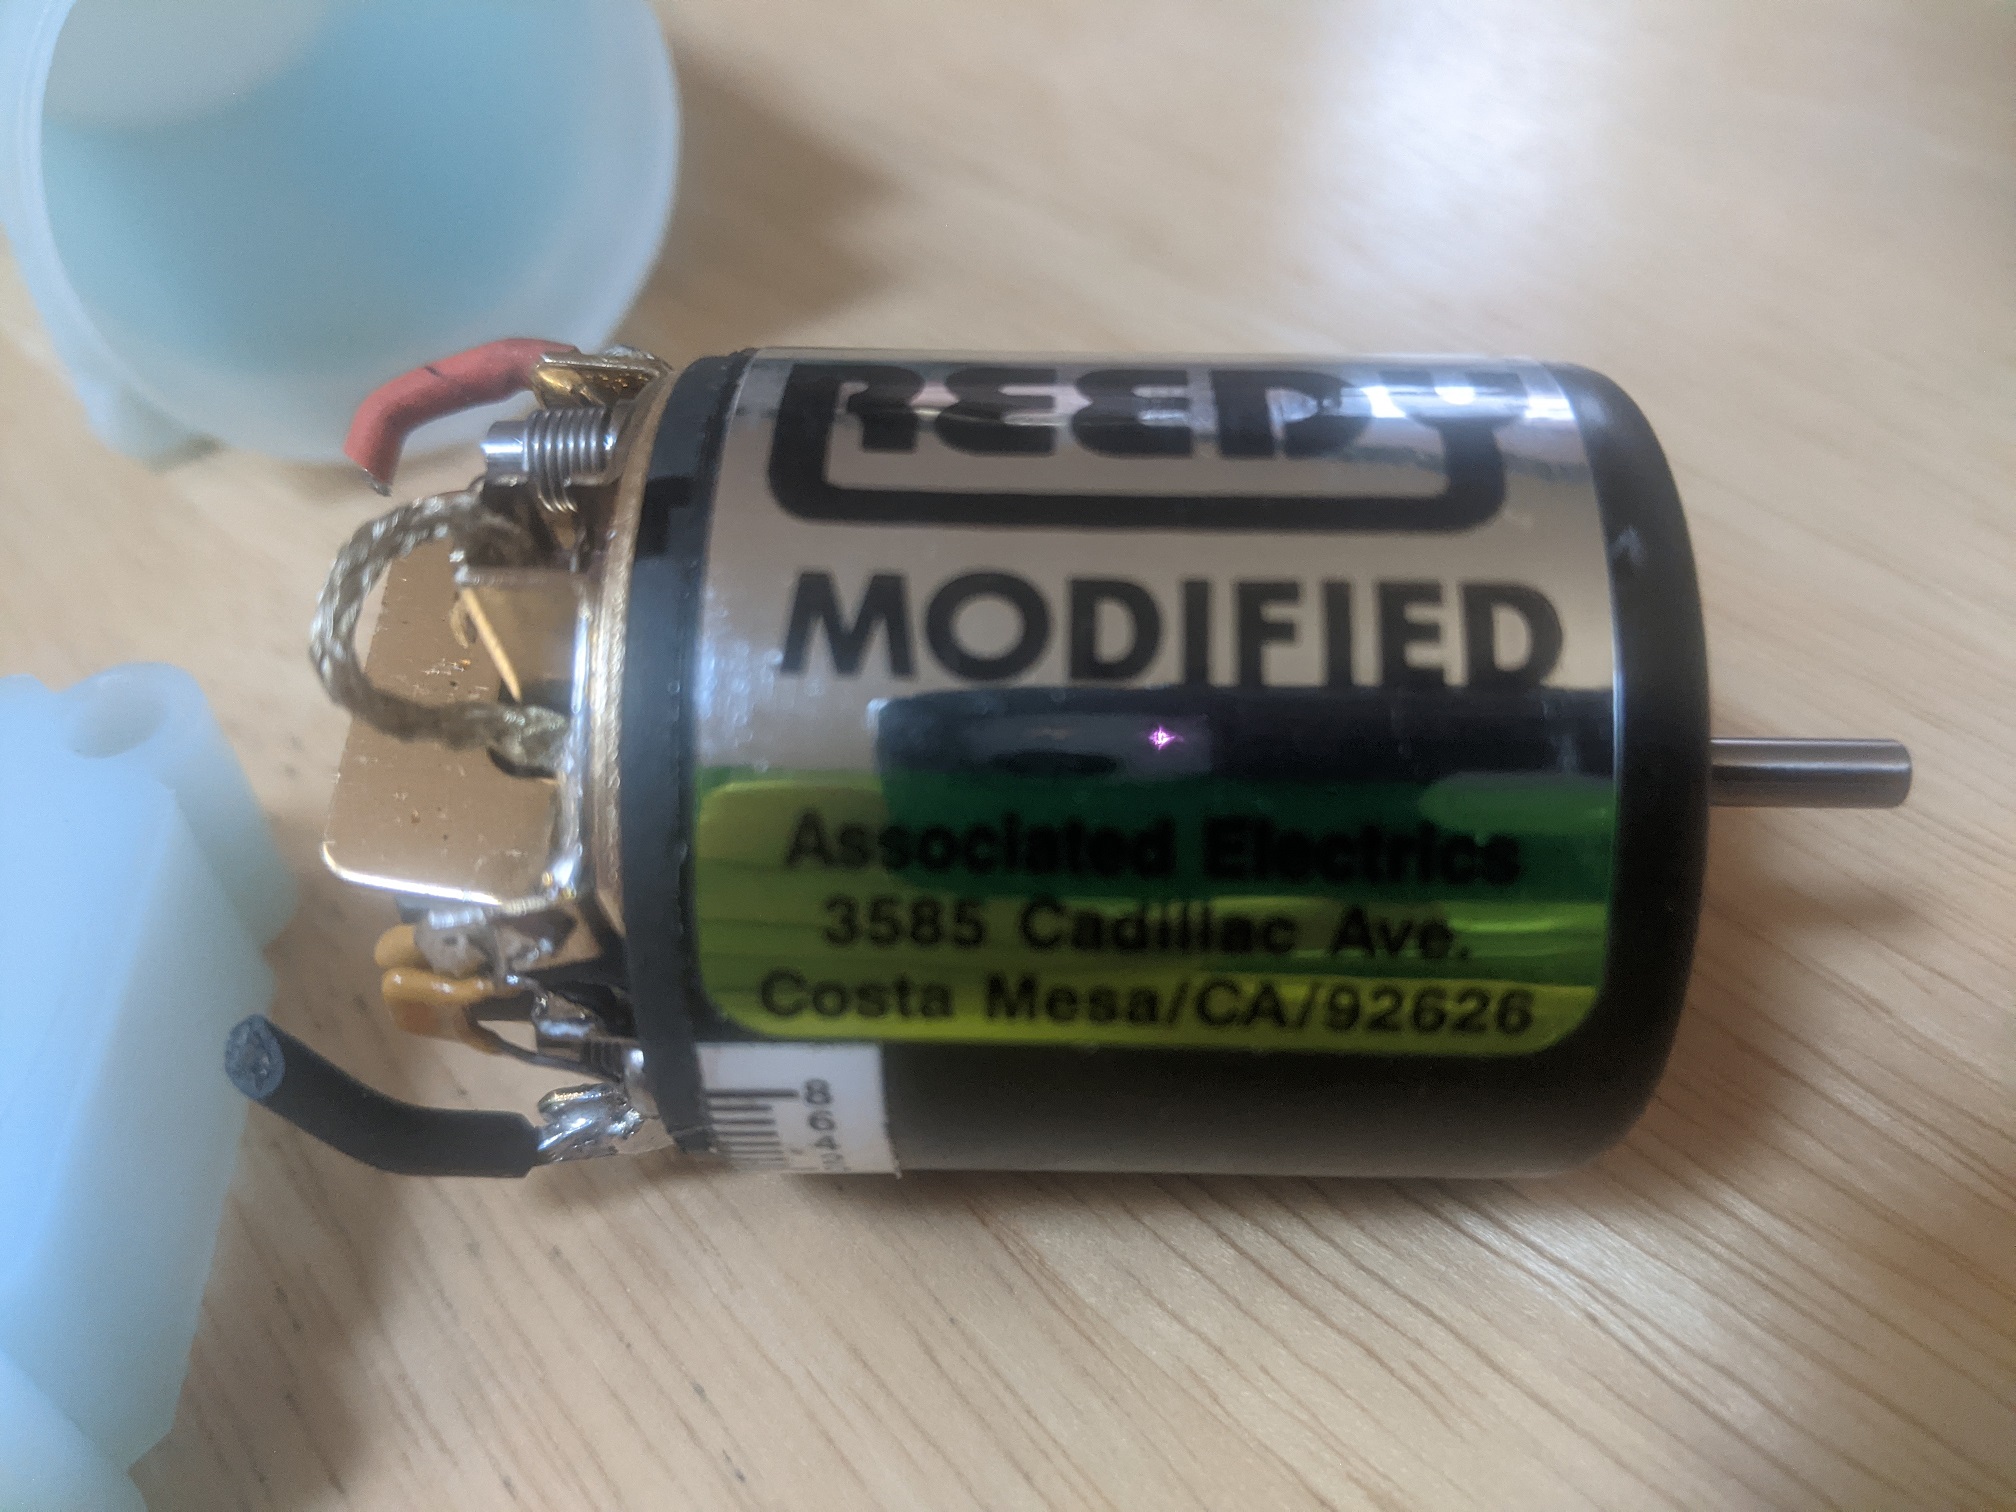 REEDY
MODIFIED
Associated Electrics
3585 Cadillac Ave.
Costa Mesa/CA/92626